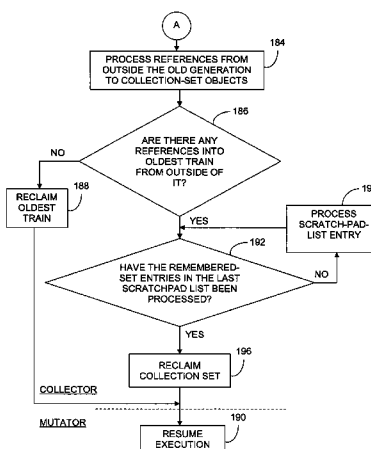 A
PROCESS REFERENCES FROM
OUTSIDE THE OLD GENERATION
TO COLLECTION-SET OBJECTS
184
186
ARE THERE ANY
REFERENCES INTO
OLDEST TRAIN
FROM OUTSIDE OF
IT?
NO
188
RECLAIM
OLDEST
TRAIN
YES
PROCESS
SCRATCH-PAD-
LIST ENTRY
192
HAVE THE REMEMBERED-
SET ENTRIES IN THE LAST
SCRATCHPAD LIST BEEN
PROCESSED?
NO
YES
196
RECLAIM
COLLECTION SET
COLLECTOR
MUTATOR
190
RESUME
EXECUTION